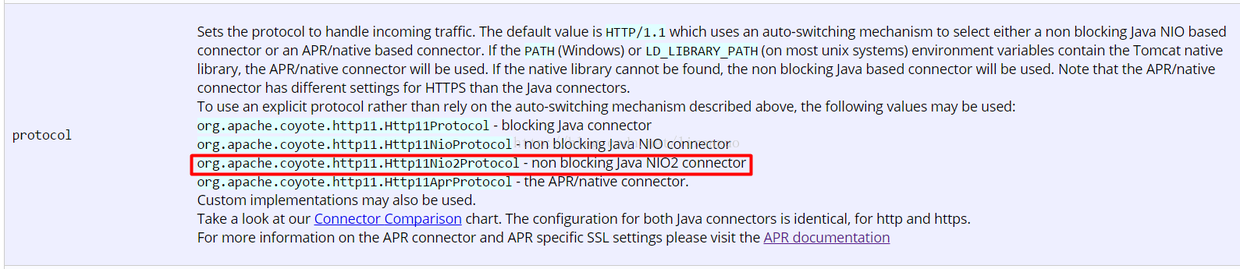 Sets the protocol to handle incoming traffic. The default value is HTTP/1.1 which uses an auto-switching mechanism to select either a non blocking Java NIO based
connector or an APR/native based connector. If the PATH (Windows) or LD_LIBRARY_PATH (on most unix systems) environment variables contain the Tomcat native
library, the APR/native connector will be used. If the native library cannot be found, the non blocking Java based connector will be used. Note that the APR/native
connector has different settings for HTTPS than the Java connectors.
To use an explicit protocol rather than rely on the auto-switching mechanism described above, the following values may be used:
protocol
org.apache.coyote.http11.Http11Protocol - blocking Java connector
org.apache.coyote.http11.Http11NioProtocol - non blocking Java NIO connector
org.apache.coyote.http11.Http11Nio2Protocol - non blocking Java NIO2 connector
org.apache.coyote.http11.Http11AprProtocol - the APR/native connector.
Custom implementations may also be used.
Take a look at our Connector Comparison chart. The configuration for both Java connectors is identical, for http and https.
For more information on the APR connector and APR specific SSL settings please visit the APR documentation